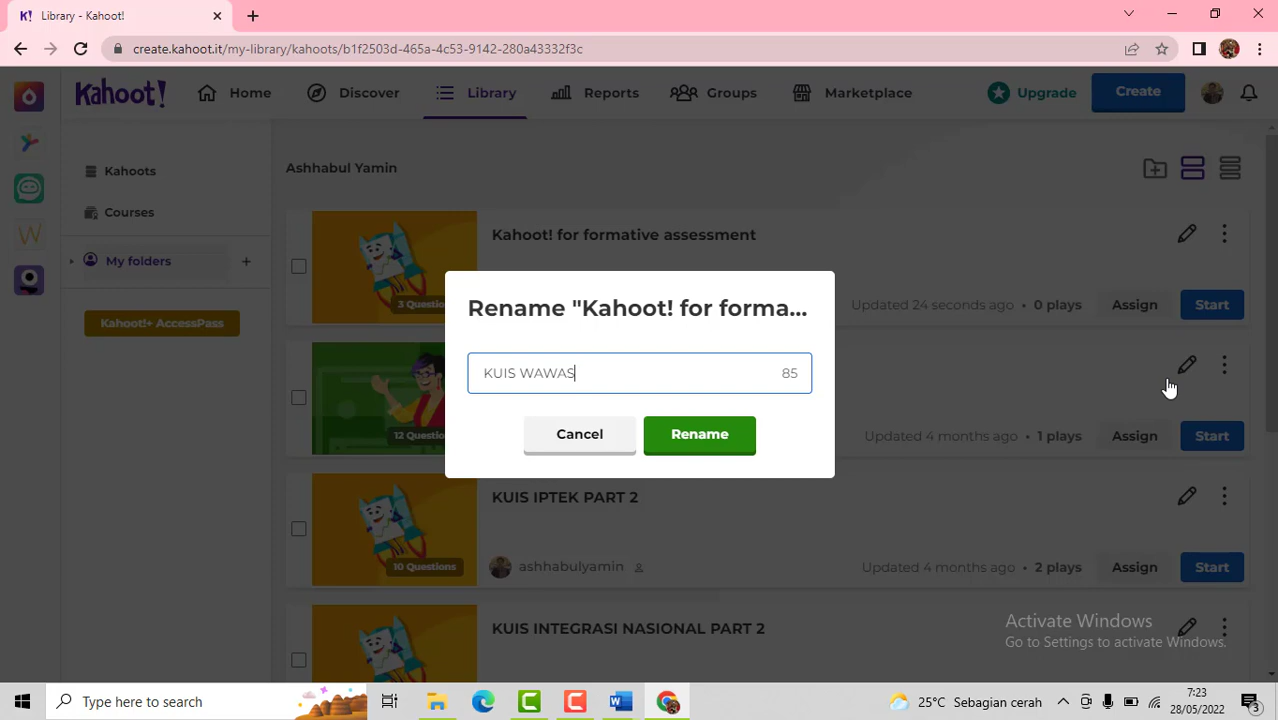 K! Library - Kahoot!
create.kahoot.it/my-library/kahoots/b1f2503d-465a-4c53-9142-280a43332f3c
Kahoot! Home Discover Library Reports Groups Marketplace Upgrade Create
Kahoots
Courses
My folders
Kahoot!+ AccessPass
Ashhabul Yamin
Kahoot! for formative assessment
3 Questions
Updated 24 seconds ago • 0 plays Assign Start
Rename "Kahoot! for forma...
KUIS WAWAS 85
Cancel Rename
12 Questions
Updated 4 months ago • 1 plays Assign Start
KUIS IPTEK PART 2
10 Questions
ashhabulyamin
Updated 4 months ago • 2 plays Assign Start
KUIS INTEGRASI NASIONAL PART 2
Activate Windows
Go to Settings to activate Windows.
Type here to search
25°C Sebagian cerah
7:23
28/05/2022
3